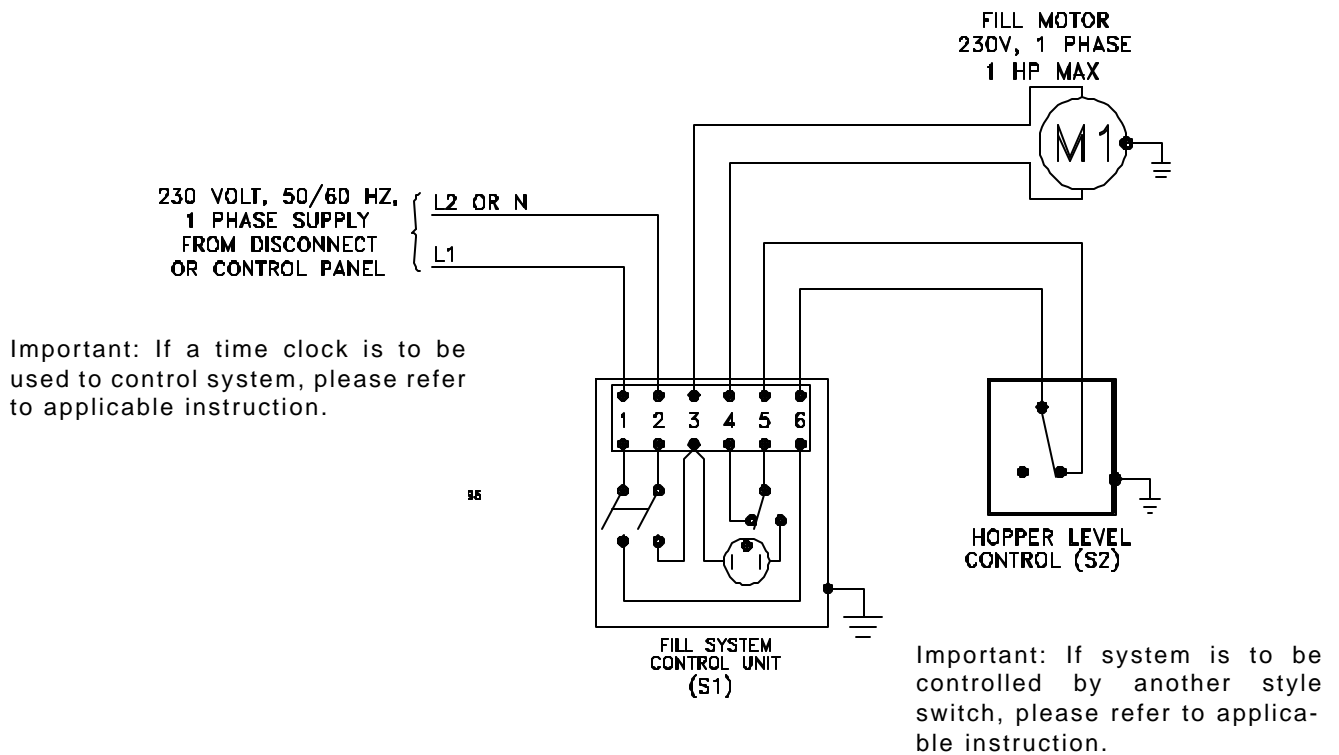 FILL MOTOR
230V, 1 PHASE
1 HP MAX
M1
230 VOLT, 50/60 HZ,
1 PHASE SUPPLY
FROM DISCONNECT
OR CONTROL PANEL
L2 OR N
L1
Important: If a time clock is to be
used to control system, please refer
to applicable instruction.
1 2 3 4 5 6
HOPPER LEVEL
CONTROL (S2)
FILL SYSTEM
CONTROL UNIT
(S1)
Important: If system is to be
controlled by another style
switch, please refer to applica-
ble instruction.